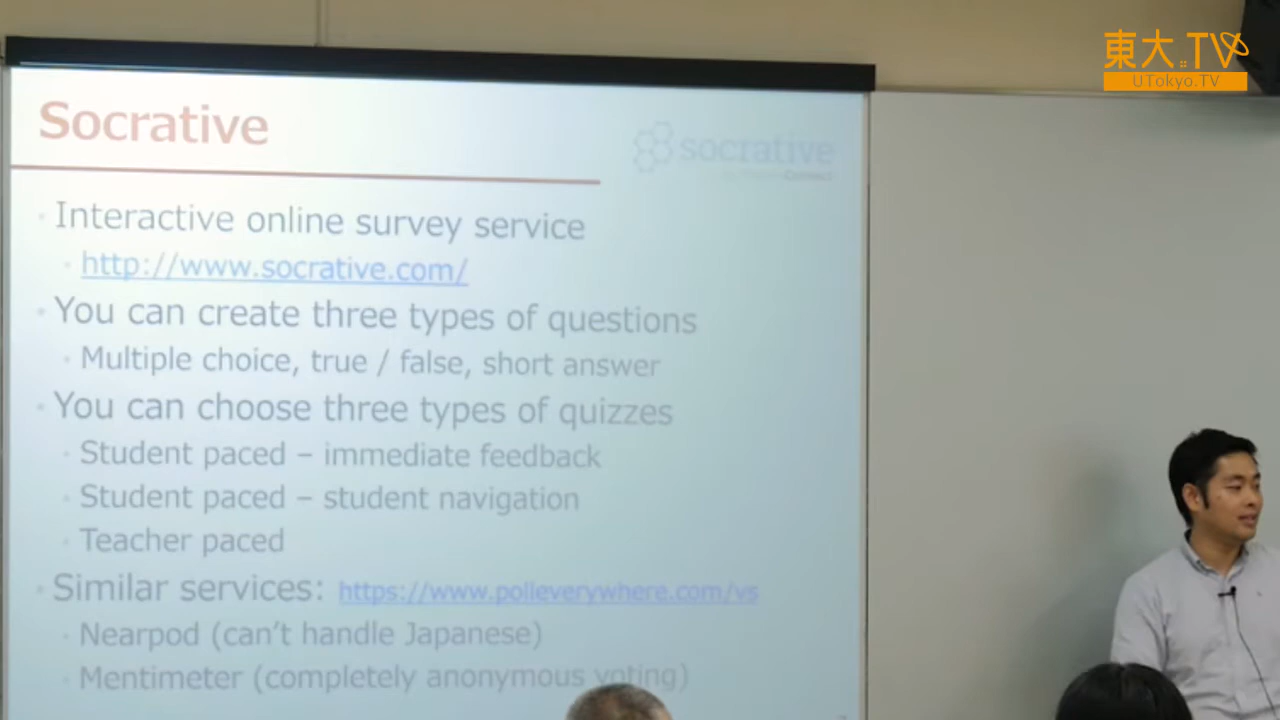 東大.TV
UTokyo.TV
Socrative
socrative
Interactive online survey service
http://www.socrative.com/
You can create three types of questions
Multiple choice, true / false, short answer
You can choose three types of quizzes
Student paced – immediate feedback
Student paced – student navigation
Teacher paced
Similar services: https://www.polleverywhere.com/vs
Nearpod (can't handle Japanese)
Mentimeter (completely anonymous voting)